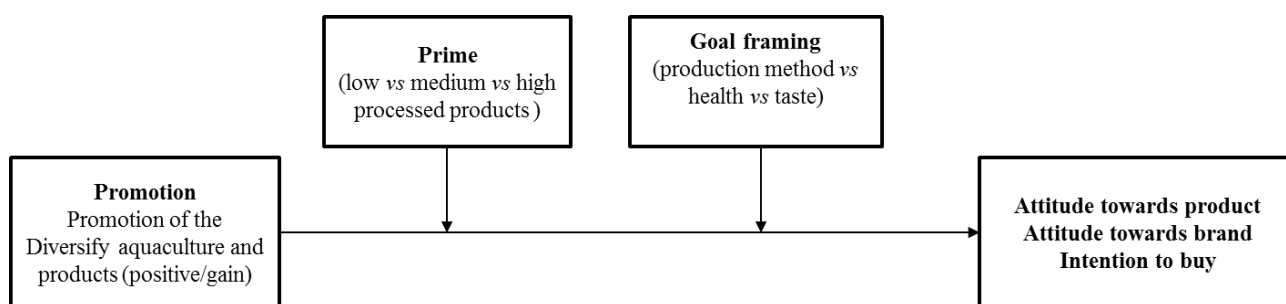 Prime
(low vs medium vs high
processed products )
Goal framing
(production method vs
health vs taste)
Promotion
Promotion of the
Diversify aquaculture and
products (positive/gain)
Attitude towards product
Attitude towards brand
Intention to buy